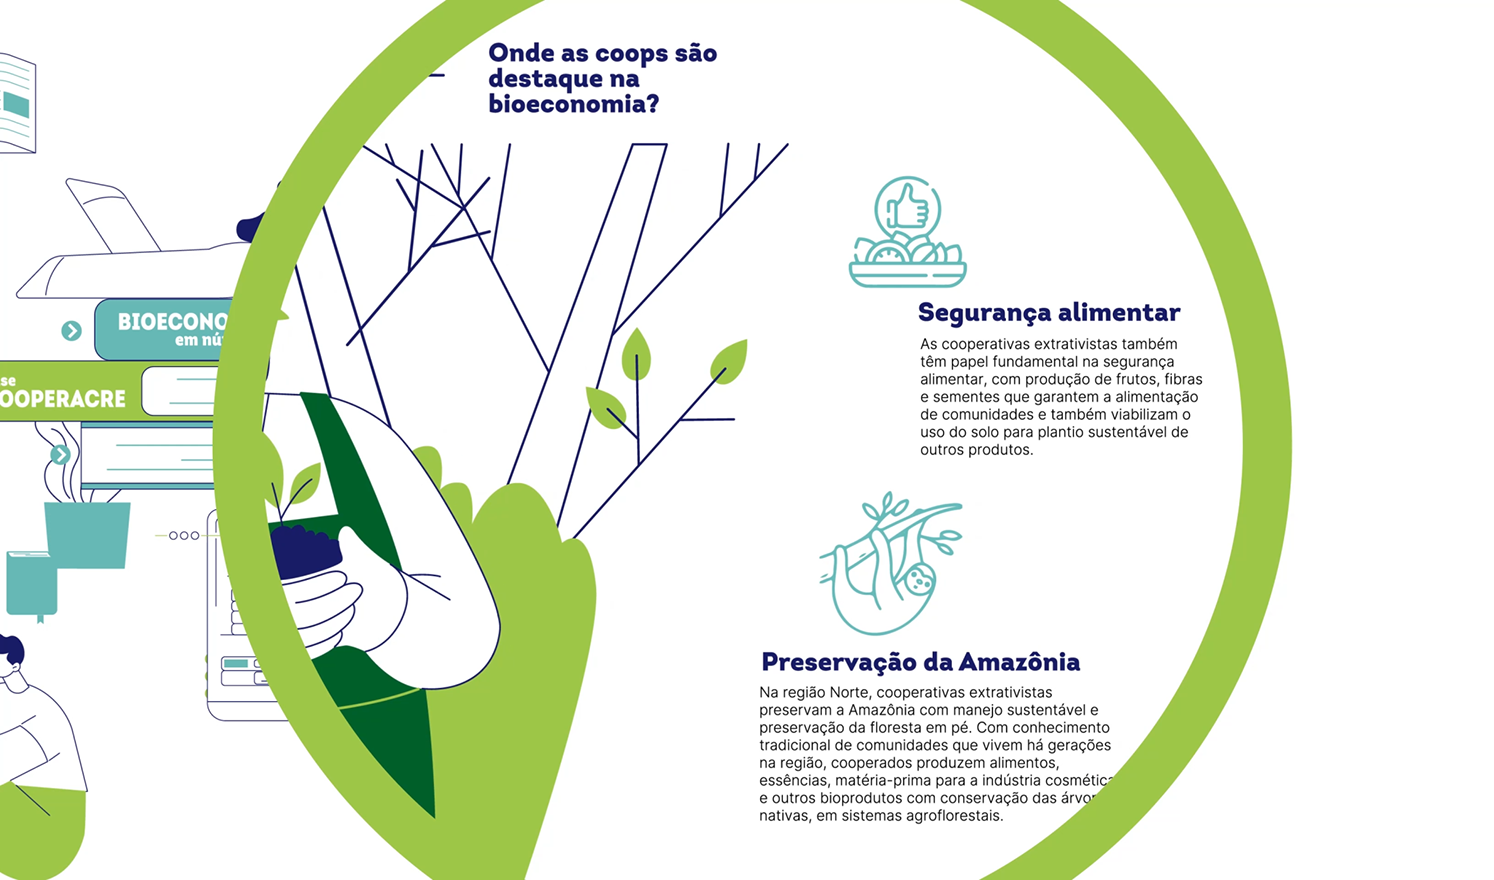 Onde as coops são
destaque na
bioeconomia?
BIOECONO
em nú
se
OOPERACRE
Segurança alimentar
As cooperativas extrativistas também
têm papel fundamental na segurança
alimentar, com produção de frutos, fibras
e sementes que garantem a alimentação
de comunidades e também viabilizam o
uso do solo para plantio sustentável de
outros produtos.
Preservação da Amazônia
Na região Norte, cooperativas extrativistas
preservam a Amazônia com manejo sustentável e
preservação da floresta em pé. Com conhecimento
tradicional de comunidades que vivem há gerações
na região, cooperados produzem alimentos,
essências, matéria-prima para a indústria cosmética
e outros bioprodutos com conservação das árvor
nativas, em sistemas agroflorestais.